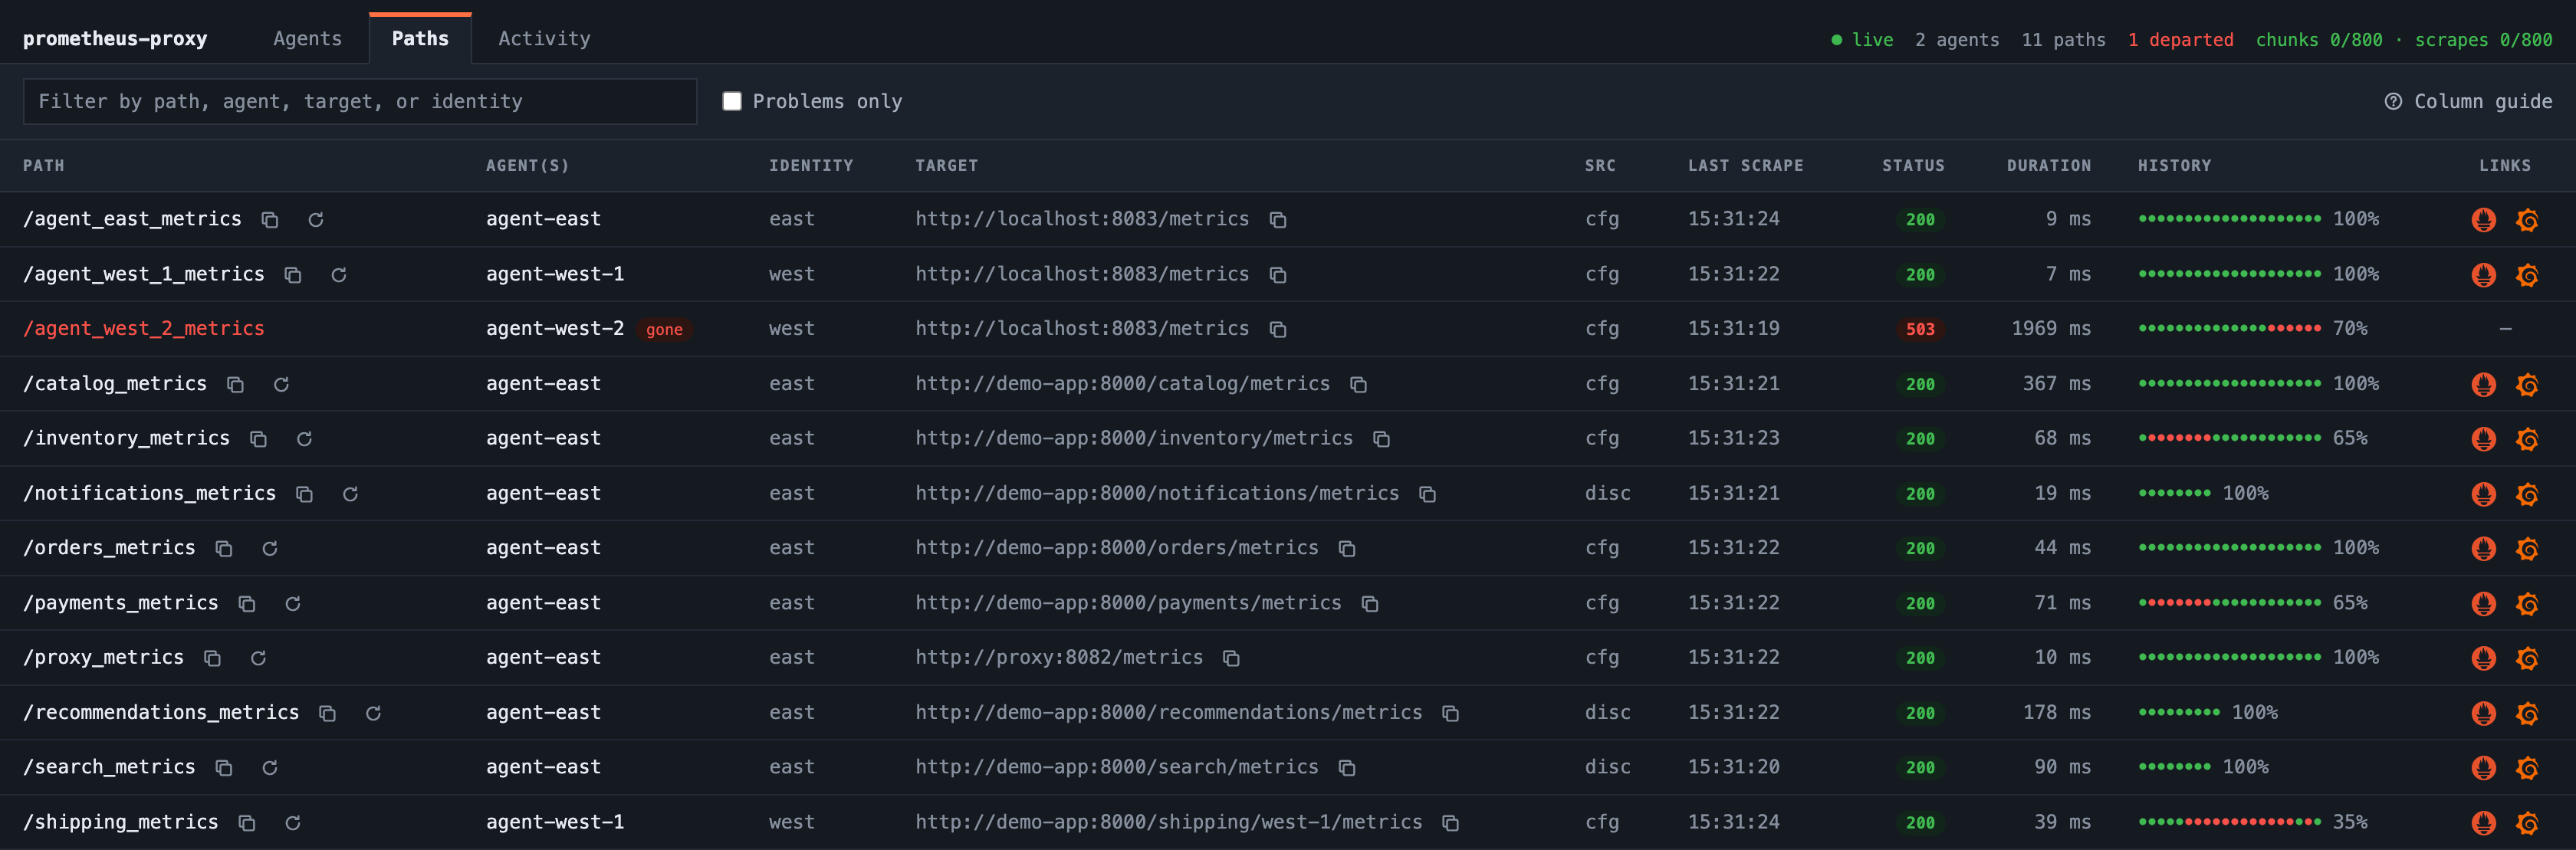 prometheus-proxy Agents Paths Activity live 2 agents 11 paths 1 departed chunks 0/800 · scrapes 0/800
Filter by path, agent, target, or identity Problems only Column guide
PATH AGENT(S) IDENTITY TARGET SRC LAST SCRAPE STATUS DURATION HISTORY LINKS
/agent_east_metrics agent-east east http://localhost:8083/metrics cfg 15:31:24 200 9 ms 100%
/agent_west_1_metrics agent-west-1 west http://localhost:8083/metrics cfg 15:31:22 200 7 ms 100%
/agent_west_2_metrics agent-west-2 gone west http://localhost:8083/metrics cfg 15:31:19 503 1969 ms 70% —
/catalog_metrics agent-east east http://demo-app:8000/catalog/metrics cfg 15:31:21 200 367 ms 100%
/inventory_metrics agent-east east http://demo-app:8000/inventory/metrics cfg 15:31:23 200 68 ms 65%
/notifications_metrics agent-east east http://demo-app:8000/notifications/metrics disc 15:31:21 200 19 ms 100%
/orders_metrics agent-east east http://demo-app:8000/orders/metrics cfg 15:31:22 200 44 ms 100%
/payments_metrics agent-east east http://demo-app:8000/payments/metrics cfg 15:31:22 200 71 ms 65%
/proxy_metrics agent-east east http://proxy:8082/metrics cfg 15:31:22 200 10 ms 100%
/recommendations_metrics agent-east east http://demo-app:8000/recommendations/metrics disc 15:31:22 200 178 ms 100%
/search_metrics agent-east east http://demo-app:8000/search/metrics disc 15:31:20 200 90 ms 100%
/shipping_metrics agent-west-1 west http://demo-app:8000/shipping/west-1/metrics cfg 15:31:24 200 39 ms 35%